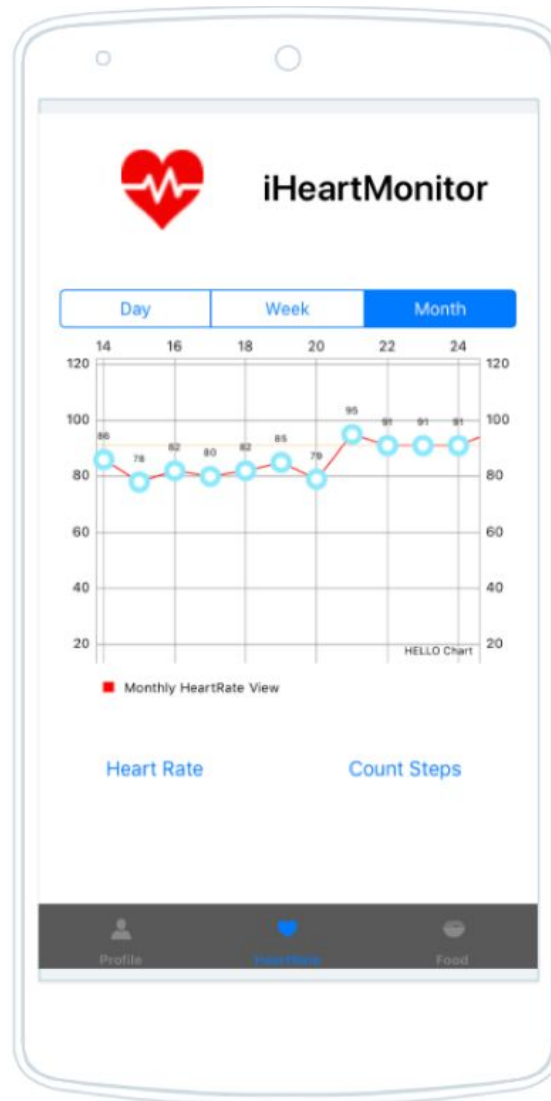 iHeartMonitor
Day Week Month
14 16 18 20 22 24
120 120
100 100
95
86 78 82 80 82 85 79 91 91 91
80 80
60 60
40 40
20 20
HELLO Chart
Monthly HeartRate View
Heart Rate Count Steps
Profile HeartRate Food